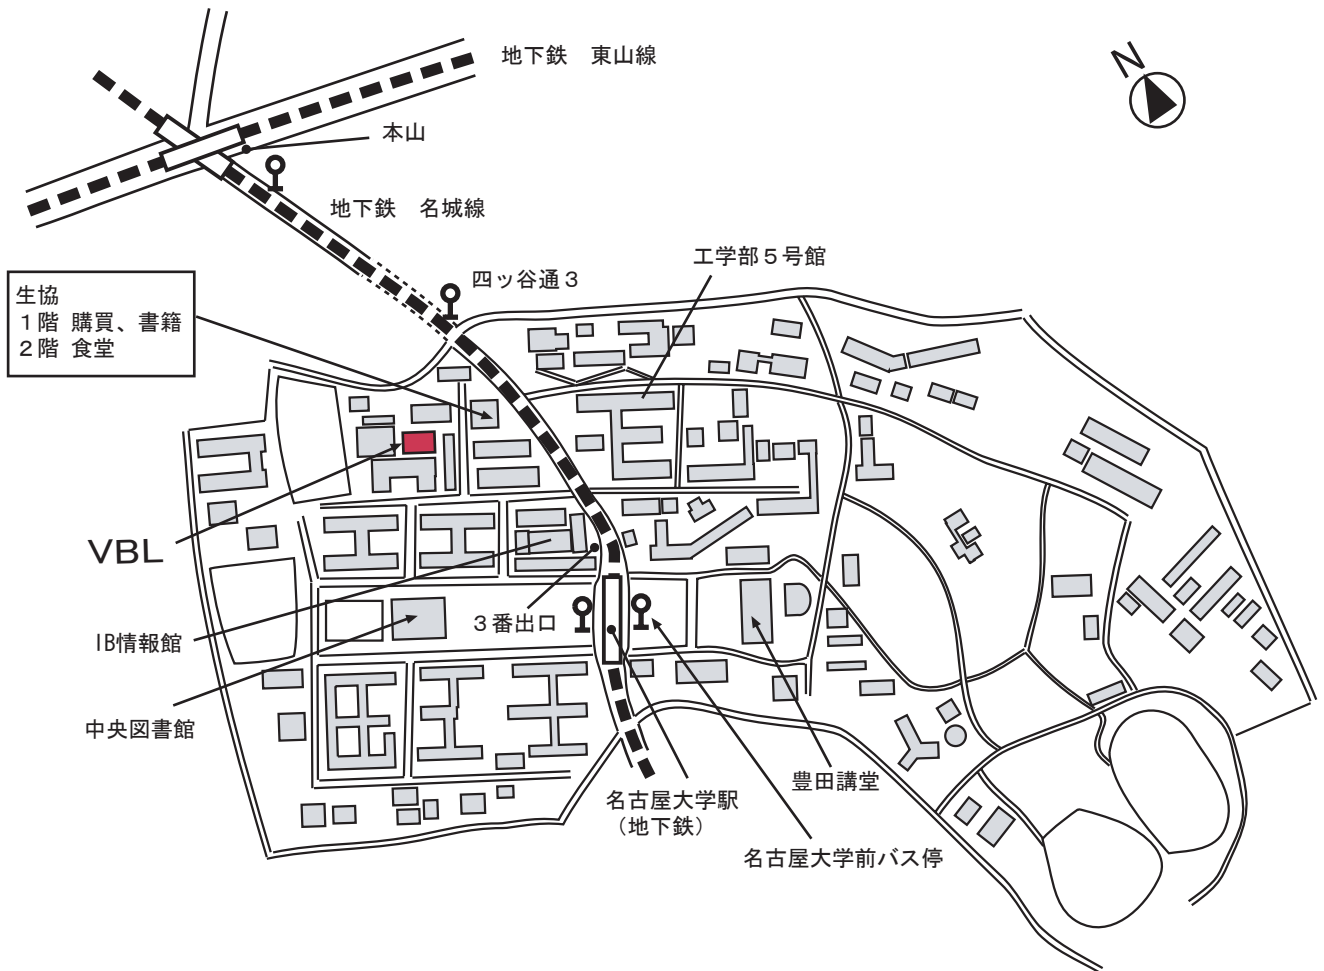 地下鉄　東山線
N
本山
地下鉄　名城線
工学部５号館
四ッ谷通３
生協
１階 購買、書籍
２階 食堂
VBL
３番出口
IB情報館
中央図書館
豊田講堂
名古屋大学駅
（地下鉄）
名古屋大学前バス停